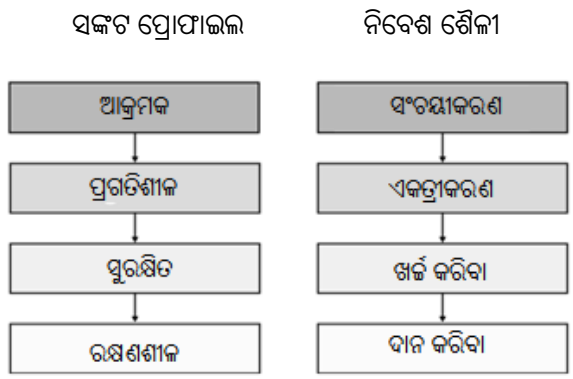 ସଙ୍କଟ ପ୍ରୋଫାଇଲ ନିବେଶ ଶୈଳୀ
ଆକ୍ରମକ ସଂଚୟୀକରଣ
ପ୍ରଗତିଶୀଳ ଏକତ୍ରୀକରଣ
ସୁରକ୍ଷିତ ଖର୍ଚ୍ଚ କରିବା
ରକ୍ଷଣଶୀଳ ଦାନ କରିବା